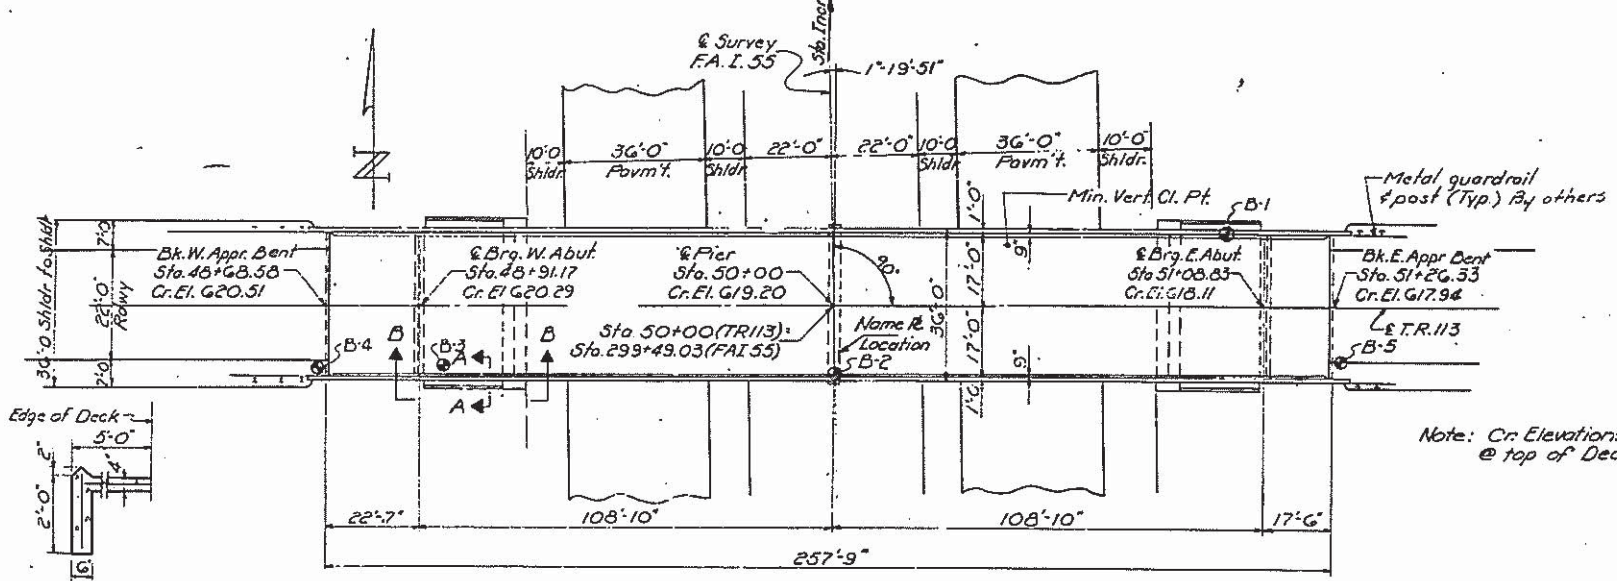 ℄ Survey
F.A.I. 55
1°-19'-51"
10'-0
Shldr.
36'-0"
Pavm't.
10'-0
Shldr.
22'-0"
22'-0"
10'-0
Shldr.
36'-0"
Pavm't.
10'-0"
Shldr.
N
Min. Vert. Cl. Pt.
Metal guardrail
& post (Typ.) By others
B-1
Bk. W. Appr. Bent
Sta. 48+68.58
Cr. El. 620.51
℄ Brg. W. Abut.
Sta. 48+91.17
Cr. El. 620.29
℄ Pier
Sta. 50+00
Cr. El. 619.20
90°
℄ Brg. E. Abut.
Sta. 51+08.83
Cr. El. 618.11
Bk. E. Appr. Bent
Sta. 51+26.33
Cr. El. 617.94
36'-0 Shldr to Shld
7'-0
22'-0"
Rdwy
7'-0
1'-0
9"
17'-0"
36'-0"
17'-0"
9"
1'-0
Sta. 50+00 (TR113)=
Sta. 299+49.03 (FAI 55)
Name ℞
Location
℄ T.R. 113
B-4
B
B-3
A
B
B-2
B-5
A
Edge of Deck
5'-0"
2"
4"
2'-0"
6"
Note: Cr. Elevation
@ top of Dec
22'-7"
108'-10"
108'-10"
17'-6"
257'-9"